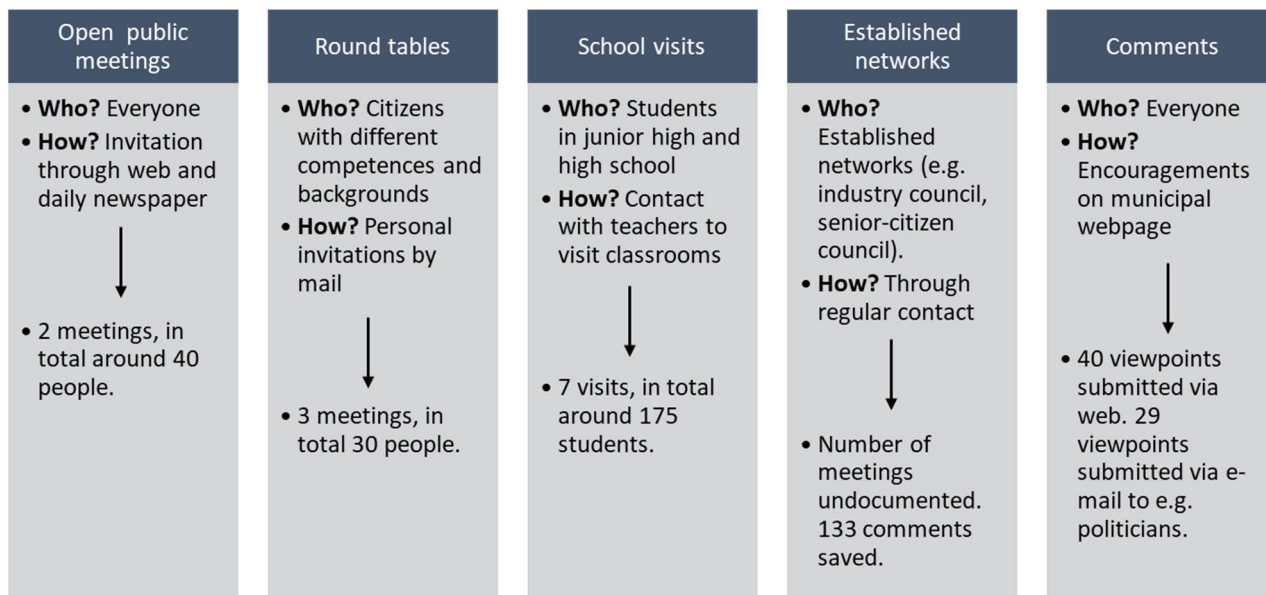 Open public
meetings
• Who? Everyone
• How? Invitation
through web and
daily newspaper
• 2 meetings, in
total around 40
people.
Round tables
• Who? Citizens
with different
competences and
backgrounds
• How? Personal
invitations by
mail
• 3 meetings, in
total 30 people.
School visits
• Who? Students
in junior high and
high school
• How? Contact
with teachers to
visit classrooms
• 7 visits, in total
around 175
students.
Established
networks
• Who?
Established
networks (e.g.
industry council,
senior-citizen
council).
• How? Through
regular contact
• Number of
meetings
undocumented.
133 comments
saved.
Comments
• Who? Everyone
• How?
Encouragements
on municipal
webpage
• 40 viewpoints
submitted via
web. 29
viewpoints
submitted via e-
mail to e.g.
politicians.